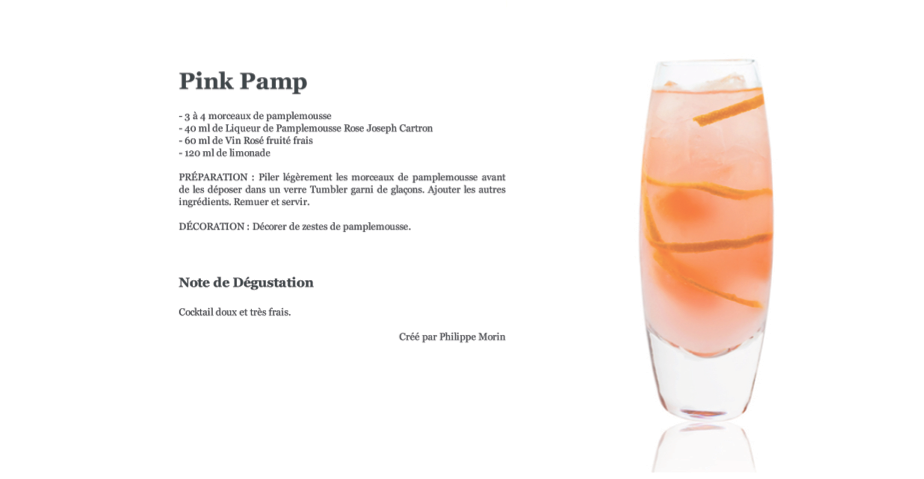 Pink Pamp
- 3 à 4 morceaux de pamplemousse
- 40 ml de Liqueur de Pamplemousse Rose Joseph Cartron
- 60 ml de Vin Rosé fruité frais
- 120 ml de limonade
PRÉPARATION : Piler légèrement les morceaux de pamplemousse avant
de les déposer dans un verre Tumbler garni de glaçons. Ajouter les autres
ingrédients. Remuer et servir.
DÉCORATION : Décorer de zestes de pamplemousse.
Note de Dégustation
Cocktail doux et très frais.
Créé par Philippe Morin